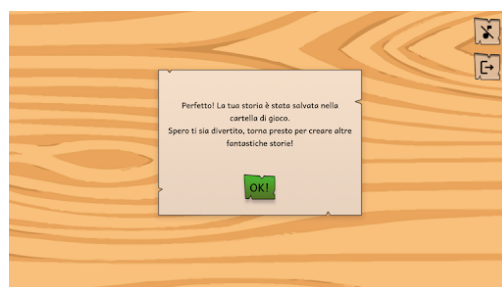 Perfetto! La tua storia è stata salvata nella
cartella di gioco.
Spero ti sia divertito, torna presto per creare altre
fantastiche storie!
OK!